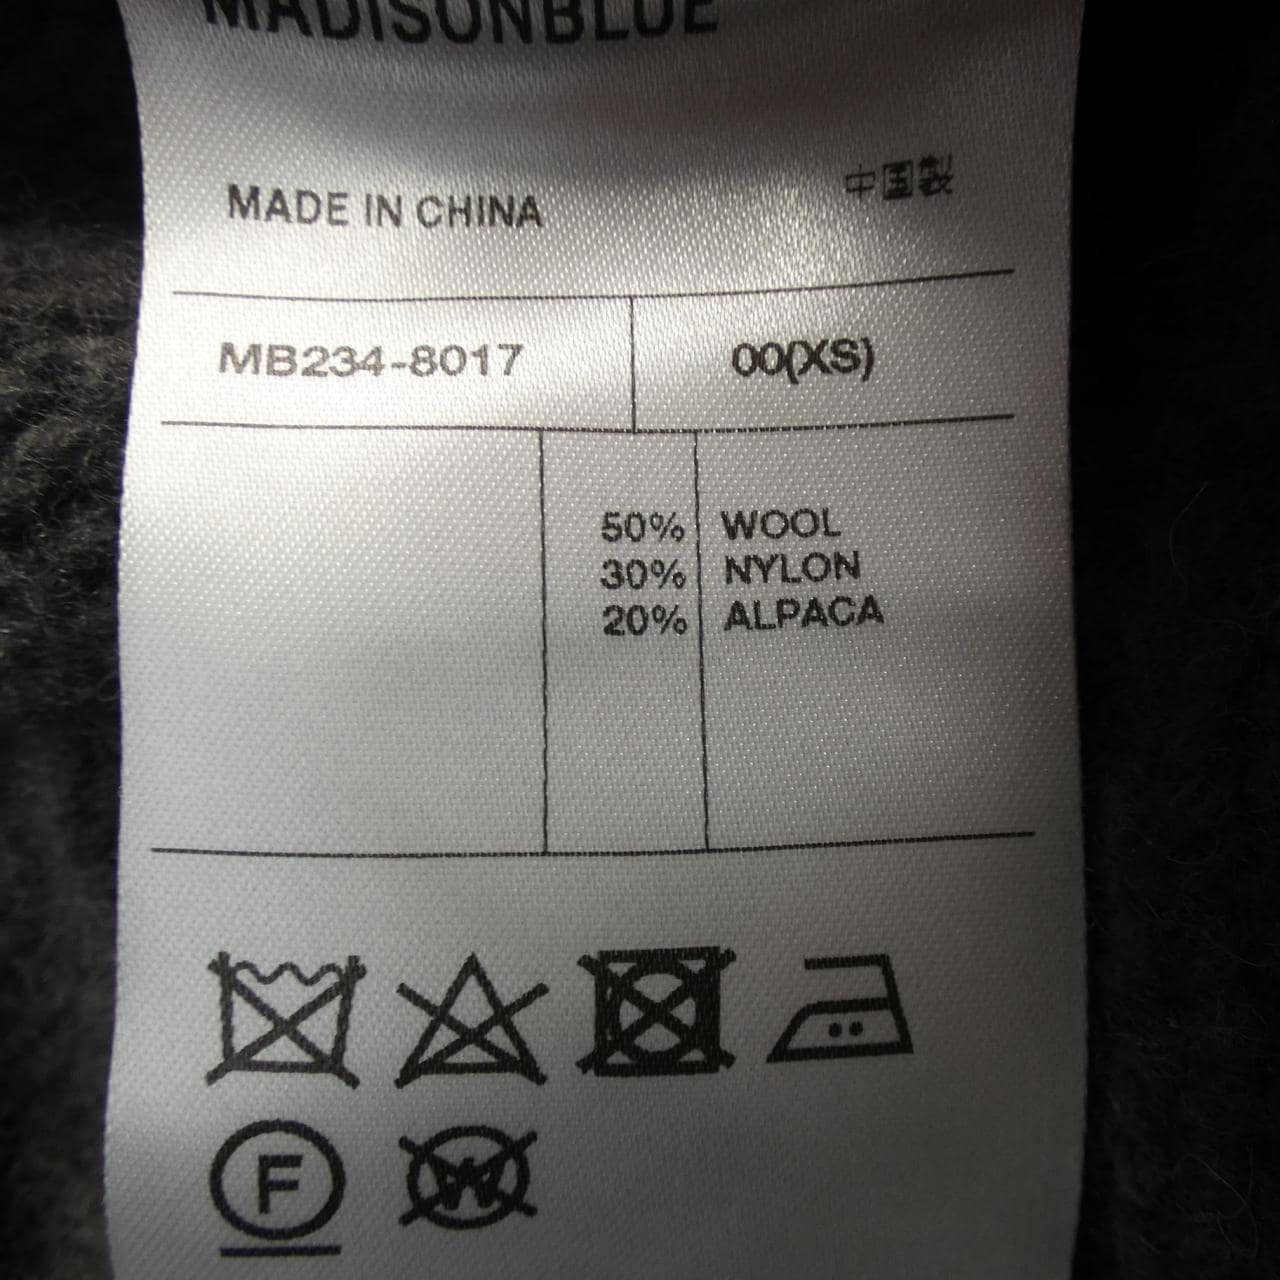 MADISONBLUE
中国製
MADE IN CHINA
MB234-8017 00(XS)
50% WOOL
30% NYLON
20% ALPACA
F W